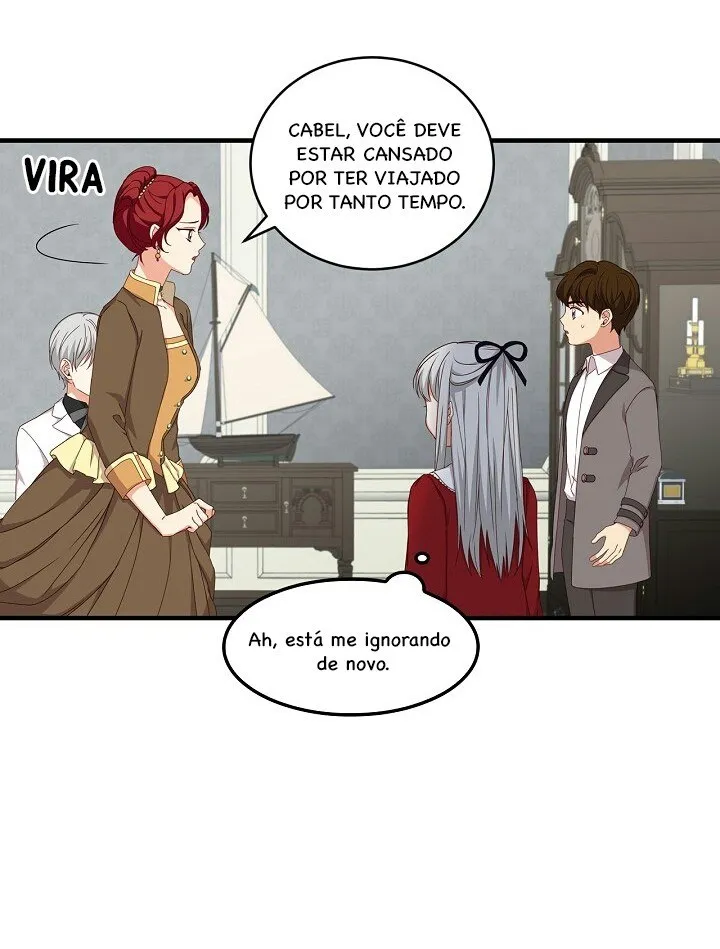 VIRA
CABEL, VOCÊ DEVE
ESTAR CANSADO
POR TER VIAJADO
POR TANTO TEMPO.
Ah, está me ignorando
de novo.